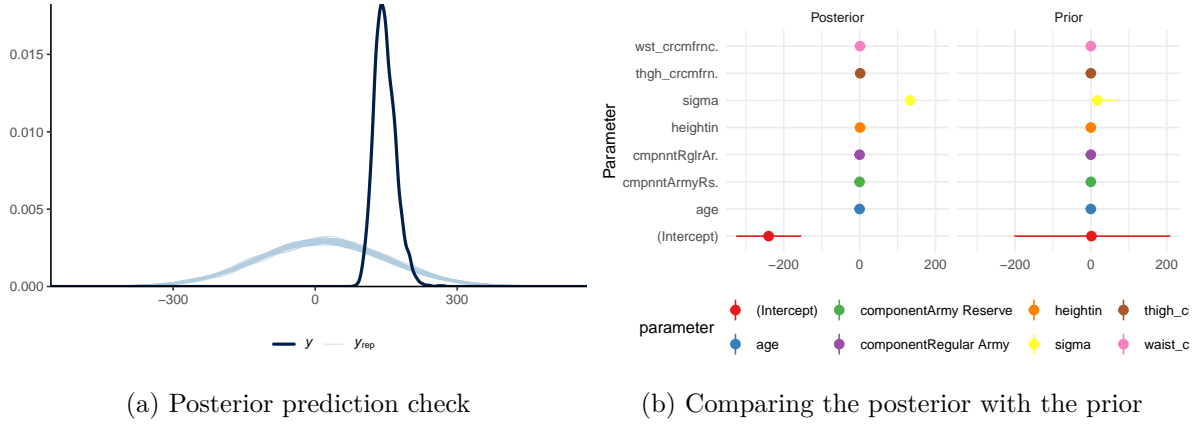 0.015
0.010
0.005
0.000
−300
0
300
y
yrep
(a) Posterior prediction check
Posterior
Prior
Parameter
wst_crcmfrnc.
thgh_crcmfrn.
sigma
heightin
cmpnntRglrAr.
cmpnntArmyRs.
age
(Intercept)
−200
0
200
−200
0
200
parameter
(Intercept)
componentArmy Reserve
heightin
thigh_ci
age
componentRegular Army
sigma
waist_c
(b) Comparing the posterior with the prior